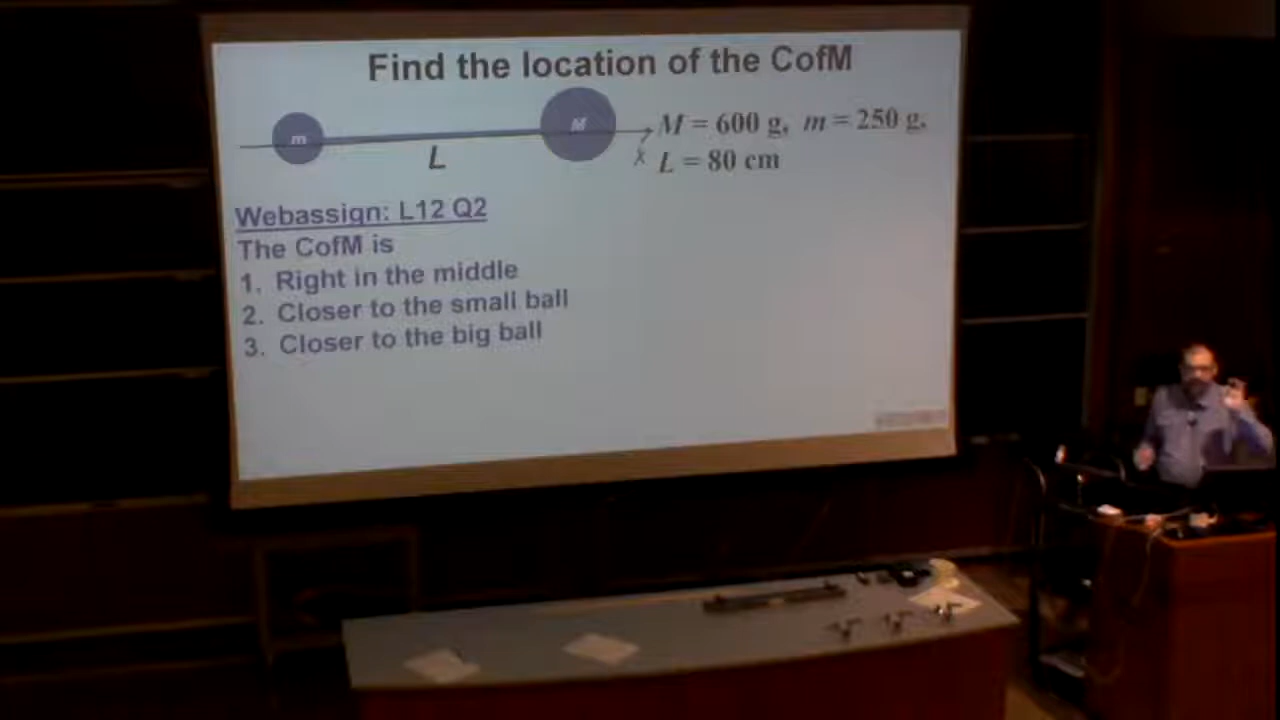 Find the location of the CofM
m
M
L
x
M = 600 g, m = 250 g,
L = 80 cm
Webassign: L12 Q2
The CofM is
1. Right in the middle
2. Closer to the small ball
3. Closer to the big ball